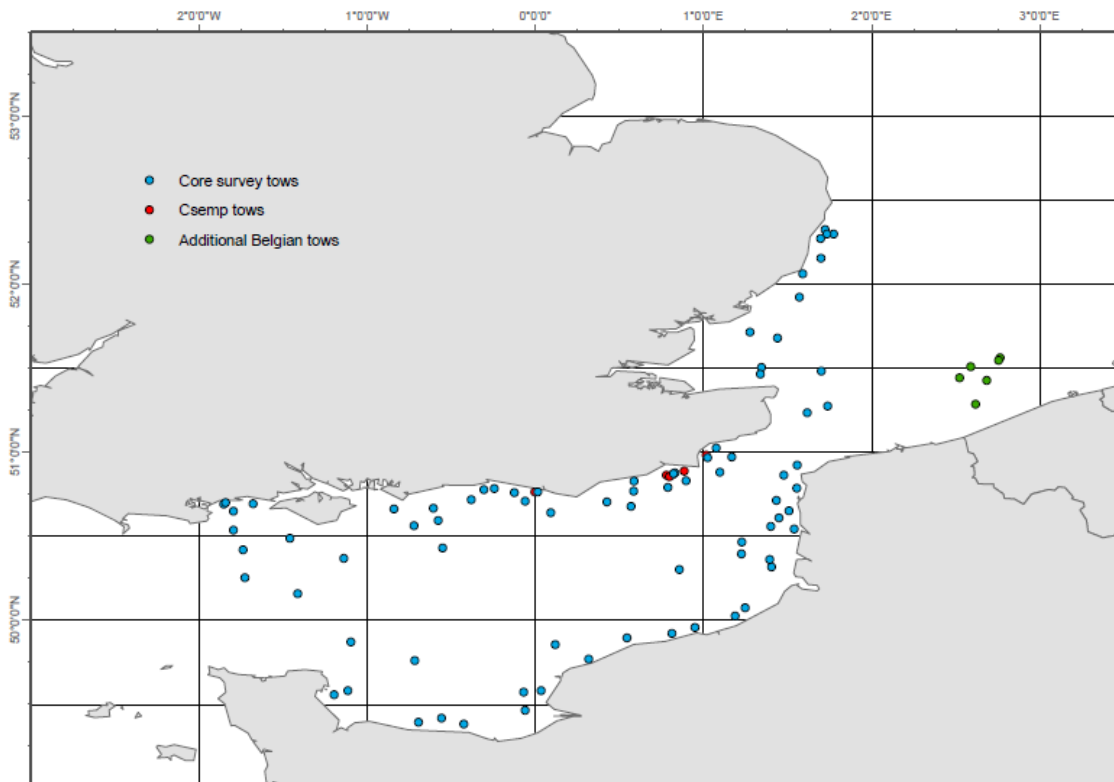 2°0'0"W 1°0'0"W 0°0'0" 1°0'0"E 2°0'0"E 3°0'0"E
53°0'0"N
Core survey tows
Csemp tows
Additional Belgian tows
52°0'0"N
51°0'0"N
50°0'0"N